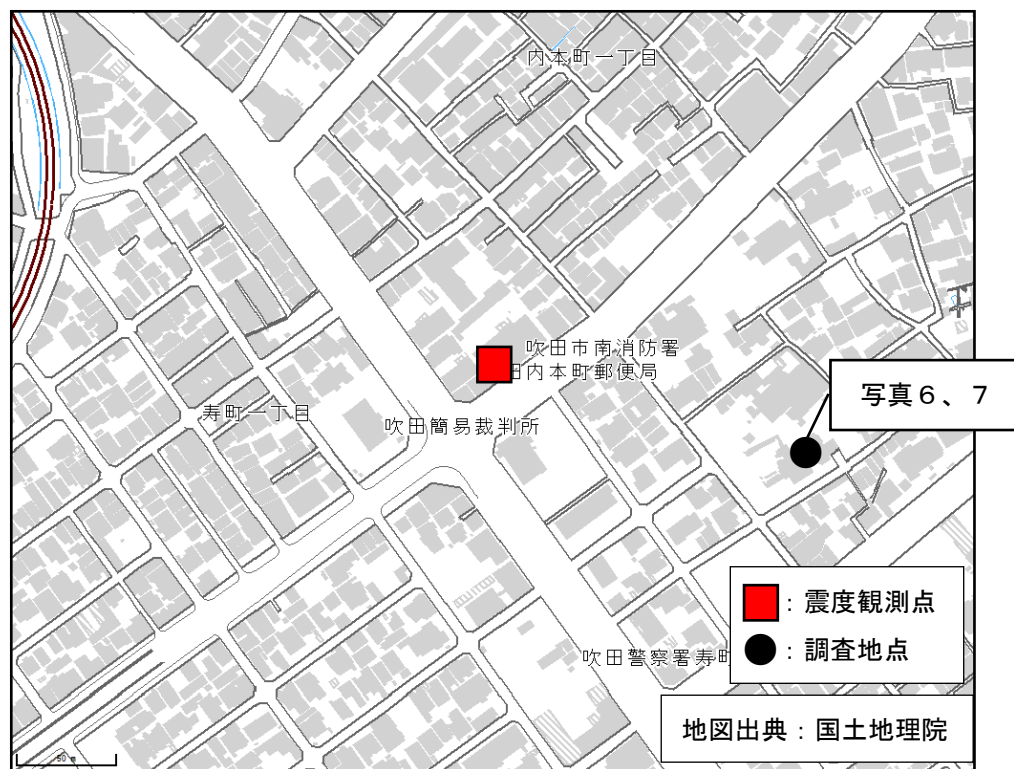 内本町一丁目
吹田市南消防署
田内本町郵便局
写真6、7
寿町一丁目
吹田簡易裁判所
：震度観測点
：調査地点
吹田警察署寿町
地図出典：国土地理院
50